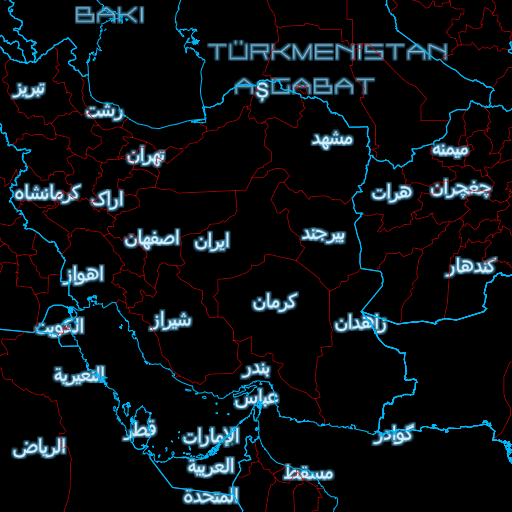 BAKI
TÜRKMENISTAN
AŞGABAT
تبریز
رشت
مشهد
میمنه
تهران
کرمانشاه
اراک
هرات
چغچران
اصفهان
ایران
بیرجند
کندهار
اهواز
کرمان
شیراز
زاهدان
الكويت
بندر
عباس
النعيرية
قطر
الإمارات
العربية
المتحدة
گوادر
الرياض
مسقط